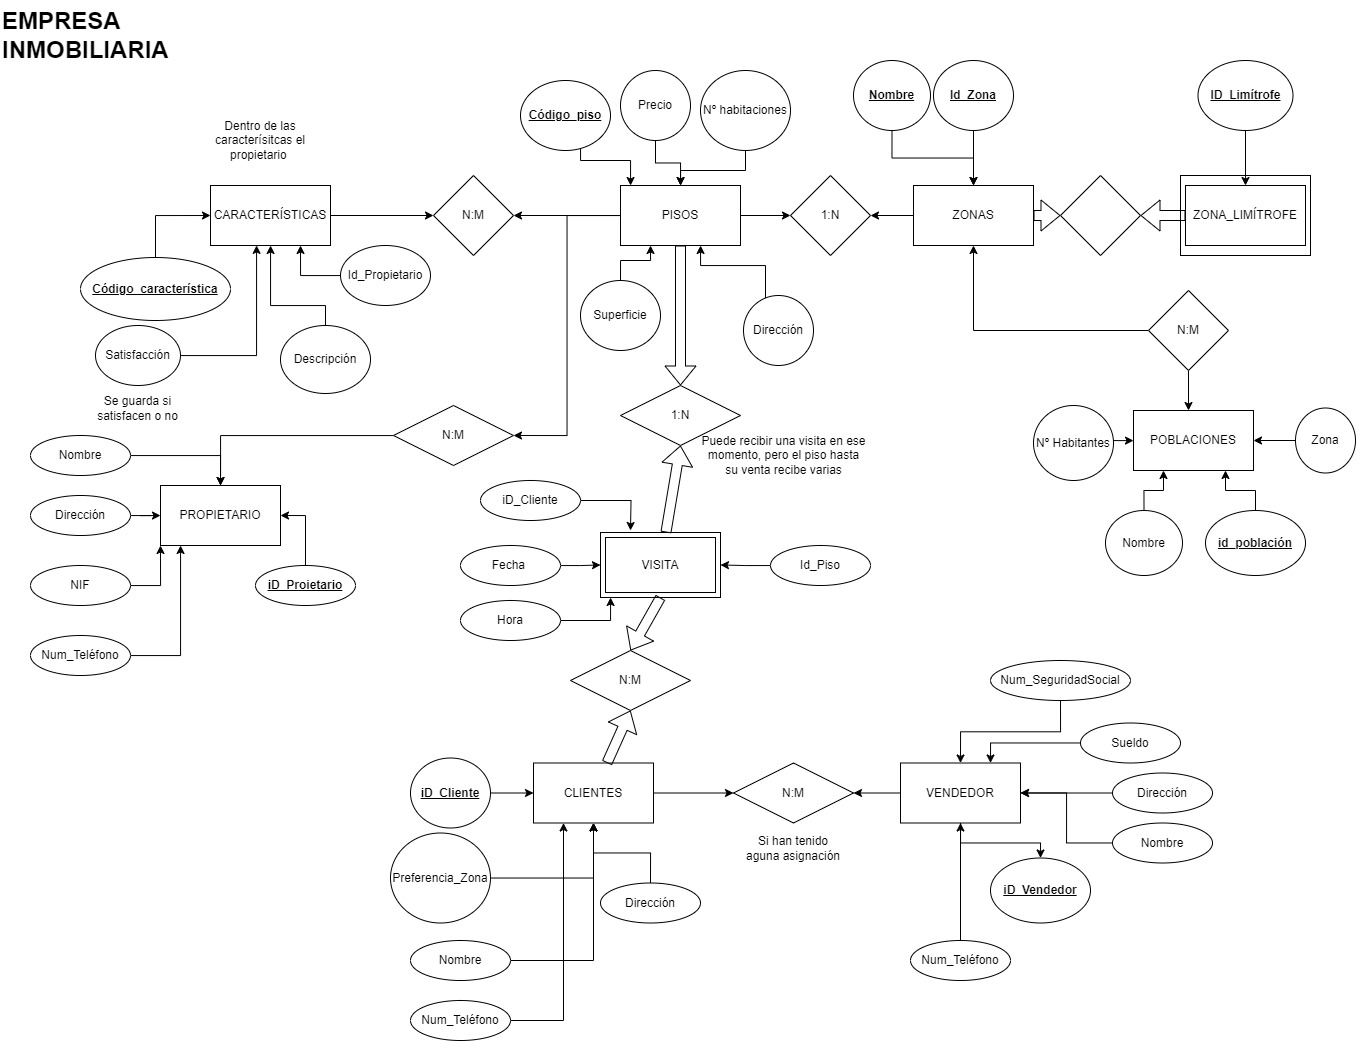 EMPRESA
INMOBILIARIA
Dentro de las
caracterísitcas el
propietario
Código_piso
Precio
Nº habitaciones
Nombre
Id_Zona
ID_Limítrofe
CARACTERÍSTICAS
N:M
PISOS
1:N
ZONAS
ZONA_LIMÍTROFE
Código_característica
Id_Propietario
Satisfacción
Descripción
Superficie
Dirección
N:M
Se guarda si
satisfacen o no
1:N
N:M
Puede recibir una visita en ese
momento, pero el piso hasta
su venta recibe varias
Nº Habitantes
POBLACIONES
Zona
Nombre
Dirección
PROPIETARIO
NIF
iD_Proietario
Num_Teléfono
iD_Cliente
Fecha
VISITA
Id_Piso
Hora
Nombre
id_población
N:M
Num_SeguridadSocial
Sueldo
iD_Cliente
CLIENTES
N:M
VENDEDOR
Dirección
Nombre
Si han tenido
aguna asignación
Preferencia_Zona
Dirección
iD_Vendedor
Nombre
Num_Teléfono
Num_Teléfono